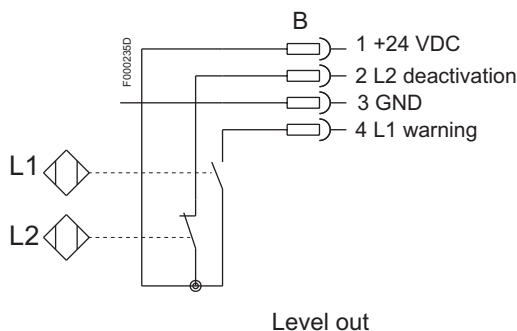 B
F000235D
1 +24 VDC
2 L2 deactivation
3 GND
4 L1 warning
L1
L2
Level out